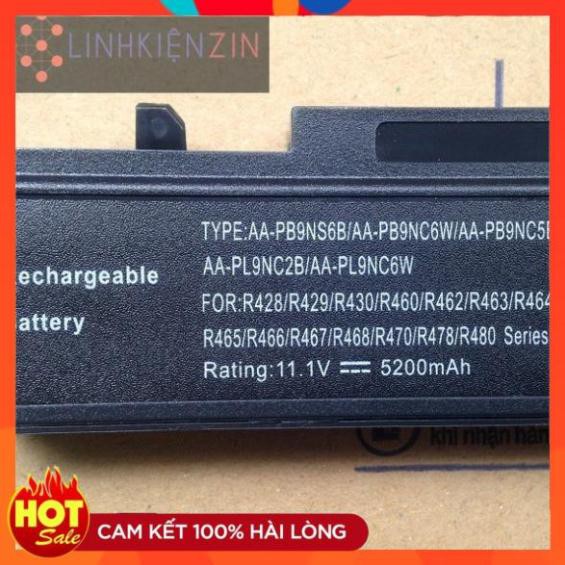 LINHKIỆNZIN
TYPE:AA-PB9NS6B/AA-PB9NC6W/AA-PB9NC5
AA-PL9NC2B/AA-PL9NC6W
echargeable
FOR:R428/R429/R430/R460/R462/R463/R464
attery
R465/R466/R467/R468/R470/R478/R480 Series
Rating:11.1V 5200mAh
khi nhận hàn
HOT
Sale
CAM KẾT 100% HÀI LÒNG